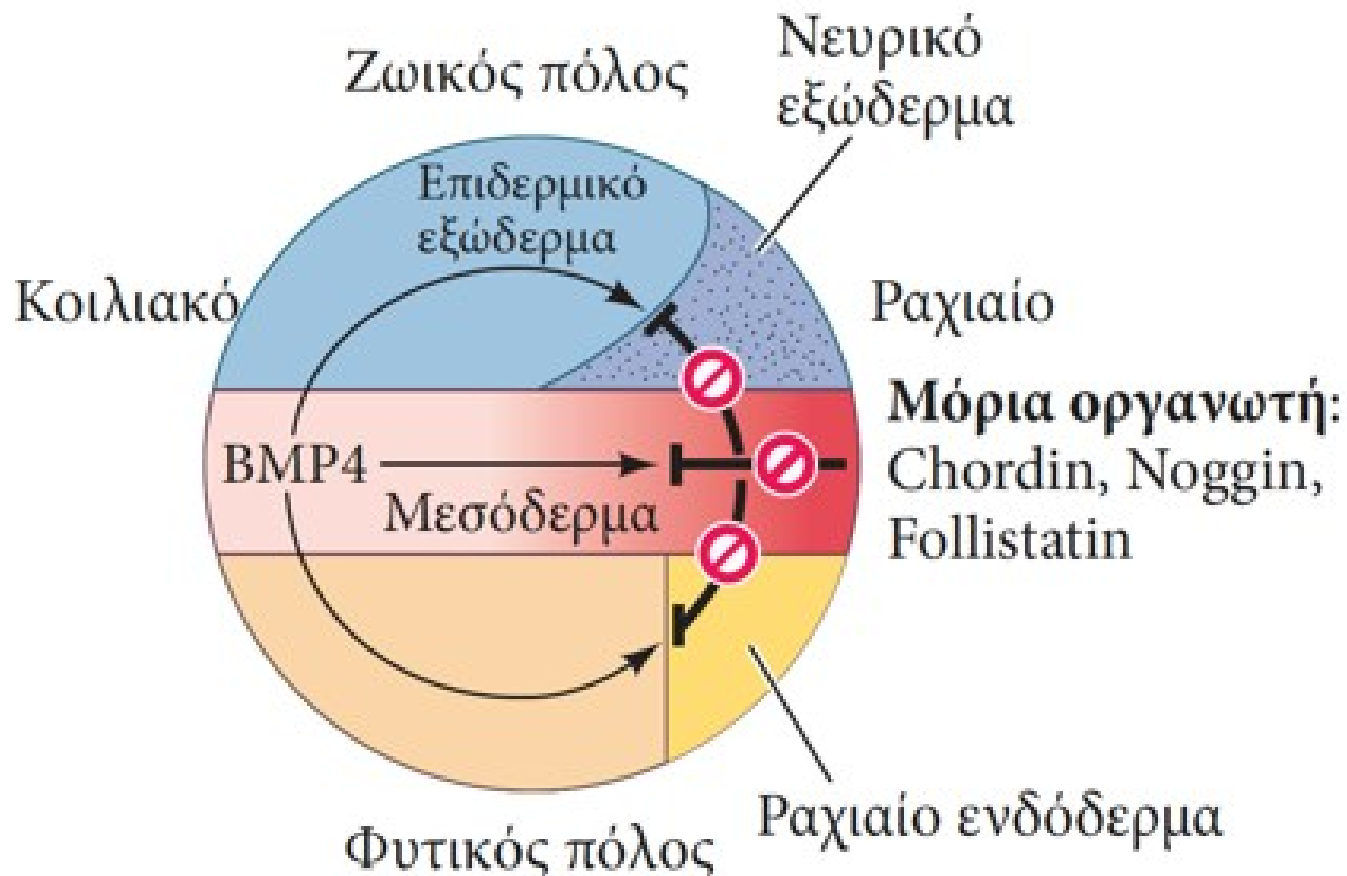 Νευρικό
εξώδερμα
Ζωικός πόλος
Επιδερμικό
εξώδερμα
Κοιλιακό
Ραχιαίο
Μόρια οργανωτή:
Chordin, Noggin,
Follistatin
BMP4
Μεσόδερμα
Ραχιαίο ενδόδερμα
Φυτικός πόλος